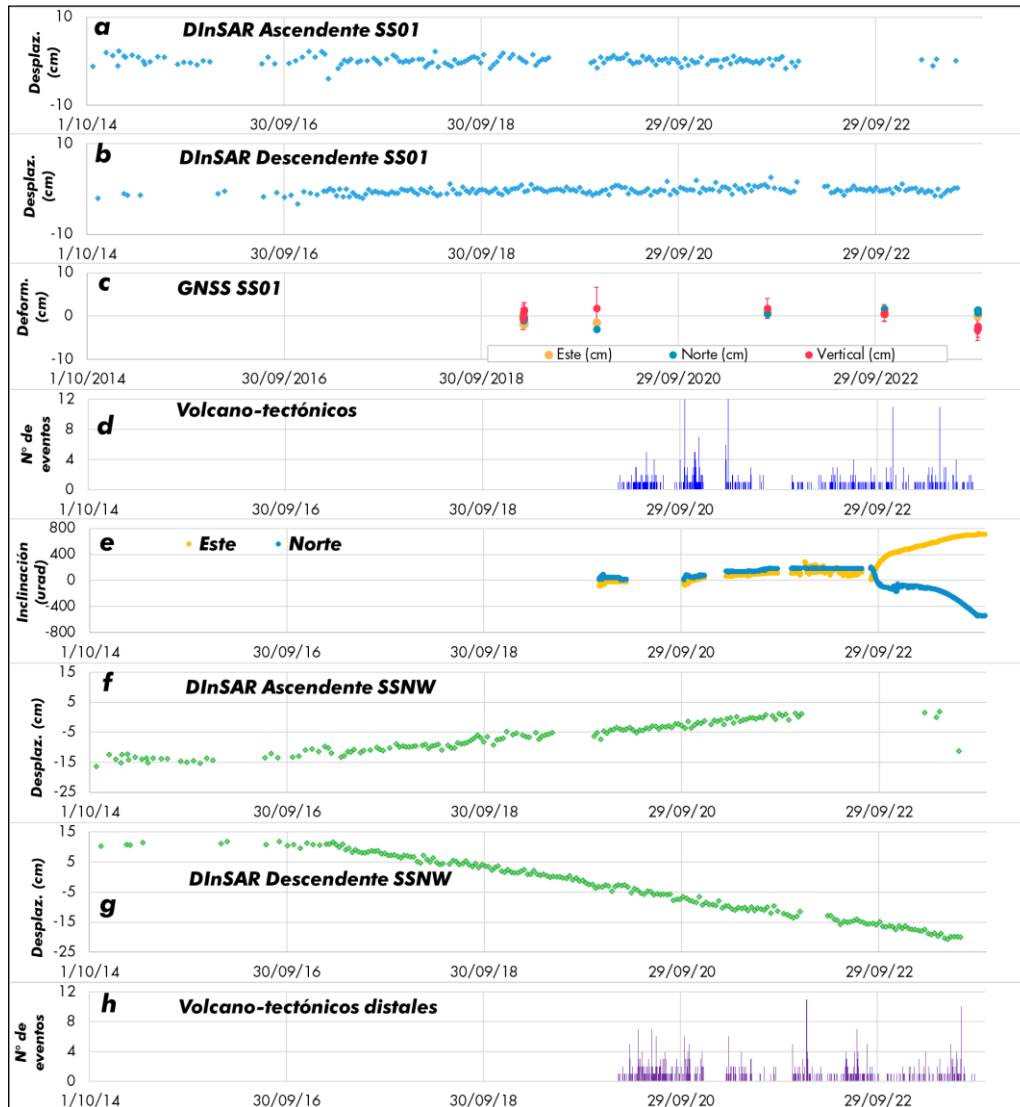 a DInSAR Ascendente SS01
Desplaz. (cm)
10
-10
1/10/14 30/09/16 30/09/18 29/09/20 29/09/22
b DInSAR Descendente SS01
Desplaz. (cm)
10
-10
1/10/14 30/09/16 30/09/18 29/09/20 29/09/22
c GNSS SS01
Deform. (cm)
10
0
-10
Este (cm) Norte (cm) Vertical (cm)
1/10/2014 30/09/2016 30/09/2018 29/09/2020 29/09/2022
d Volcano-tectónicos
N° de eventos
12
8
4
0
1/10/14 30/09/16 30/09/18 29/09/20 29/09/22
e Este Norte
Inclinación (urad)
800
400
0
-400
-800
1/10/14 30/09/16 30/09/18 29/09/20 29/09/22
f DInSAR Ascendente SSNW
Desplaz. (cm)
15
5
-5
-15
-25
1/10/14 30/09/16 30/09/18 29/09/20 29/09/22
15
5
-5
-15
-25
Desplaz. (cm)
DInSAR Descendente SSNW
g
1/10/14 30/09/16 30/09/18 29/09/20 29/09/22
h Volcano-tectónicos distales
N° de eventos
12
8
4
0
1/10/14 30/09/16 30/09/18 29/09/20 29/09/22